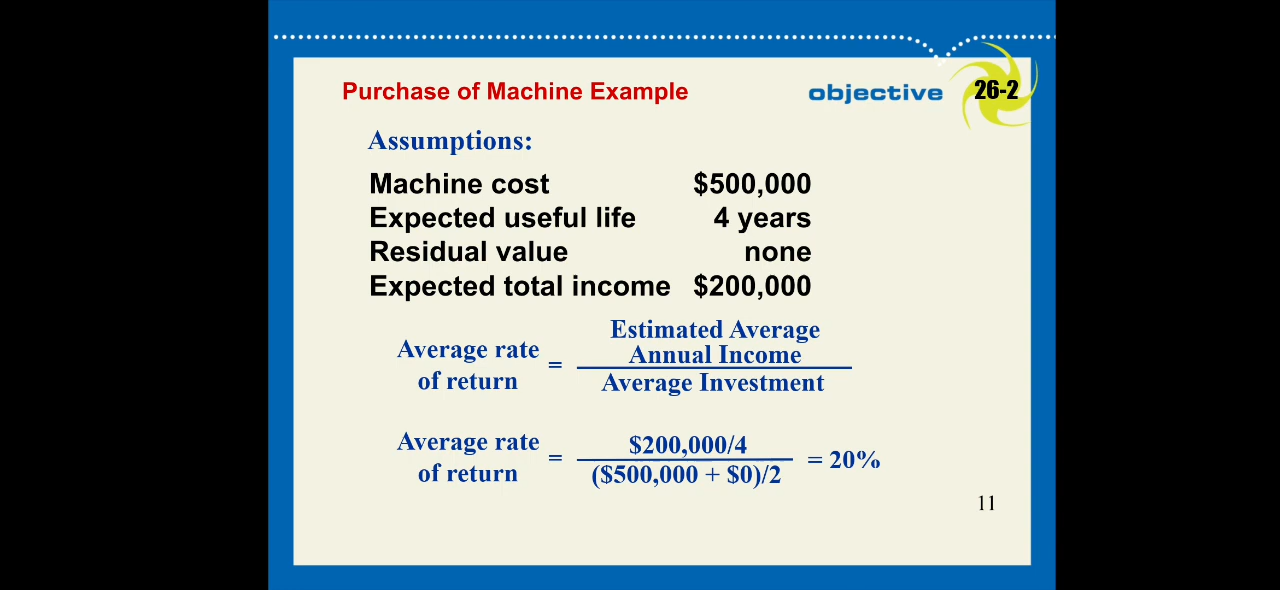 Purchase of Machine Example
objective 26-2
Assumptions:
Machine cost $500,000
Expected useful life 4 years
Residual value none
Expected total income $200,000
Estimated Average
Annual Income
Average rate
of return
=
Average Investment
Average rate
of return
=
$200,000/4
($500,000 + $0)/2
= 20%
11